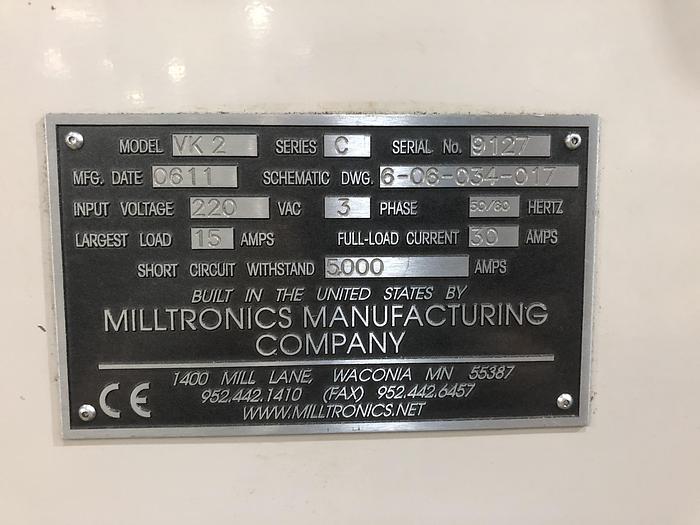 MODEL VK 2 SERIES C SERIAL No. 9127
MFG. DATE 0611 SCHEMATIC DWG. 6-06-034-017
INPUT VOLTAGE 220 VAC 3 PHASE 50/60 HERTZ
LARGEST LOAD 15 AMPS FULL-LOAD CURRENT 30 AMPS
SHORT CIRCUIT WITHSTAND 5000 AMPS
BUILT IN THE UNITED STATES BY
MILLTRONICS MANUFACTURING
COMPANY
1400 MILL LANE, WACONIA MN 55387
952.442.1410 (FAX) 952.442.6457
CE WWW.MILLTRONICS.NET